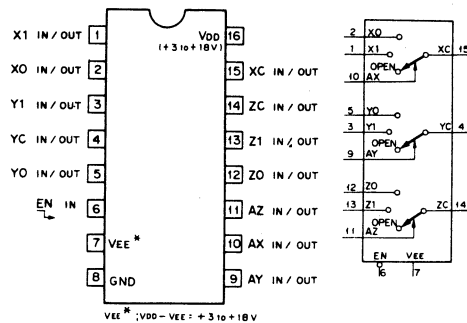 X1 IN/OUT 1
X0 IN/OUT 2
Y1 IN/OUT 3
YC IN/OUT 4
Y0 IN/OUT 5
EN IN 6
7 VEE*
8 GND
VDD 16
(+3 to +18V)
15 XC IN/OUT
14 ZC IN/OUT
13 Z1 IN/OUT
12 Z0 IN/OUT
11 AZ IN/OUT
10 AX IN/OUT
9 AY IN/OUT
VEE* ;VDD-VEE= +3 to +18V
2 X0
1 X1 XC 15
OPEN
10 AX
5 Y0
3 Y1 YC 4
OPEN
9 AY
12 Z0
13 Z1 ZC 14
OPEN
11 AZ
EN VEE
6 7